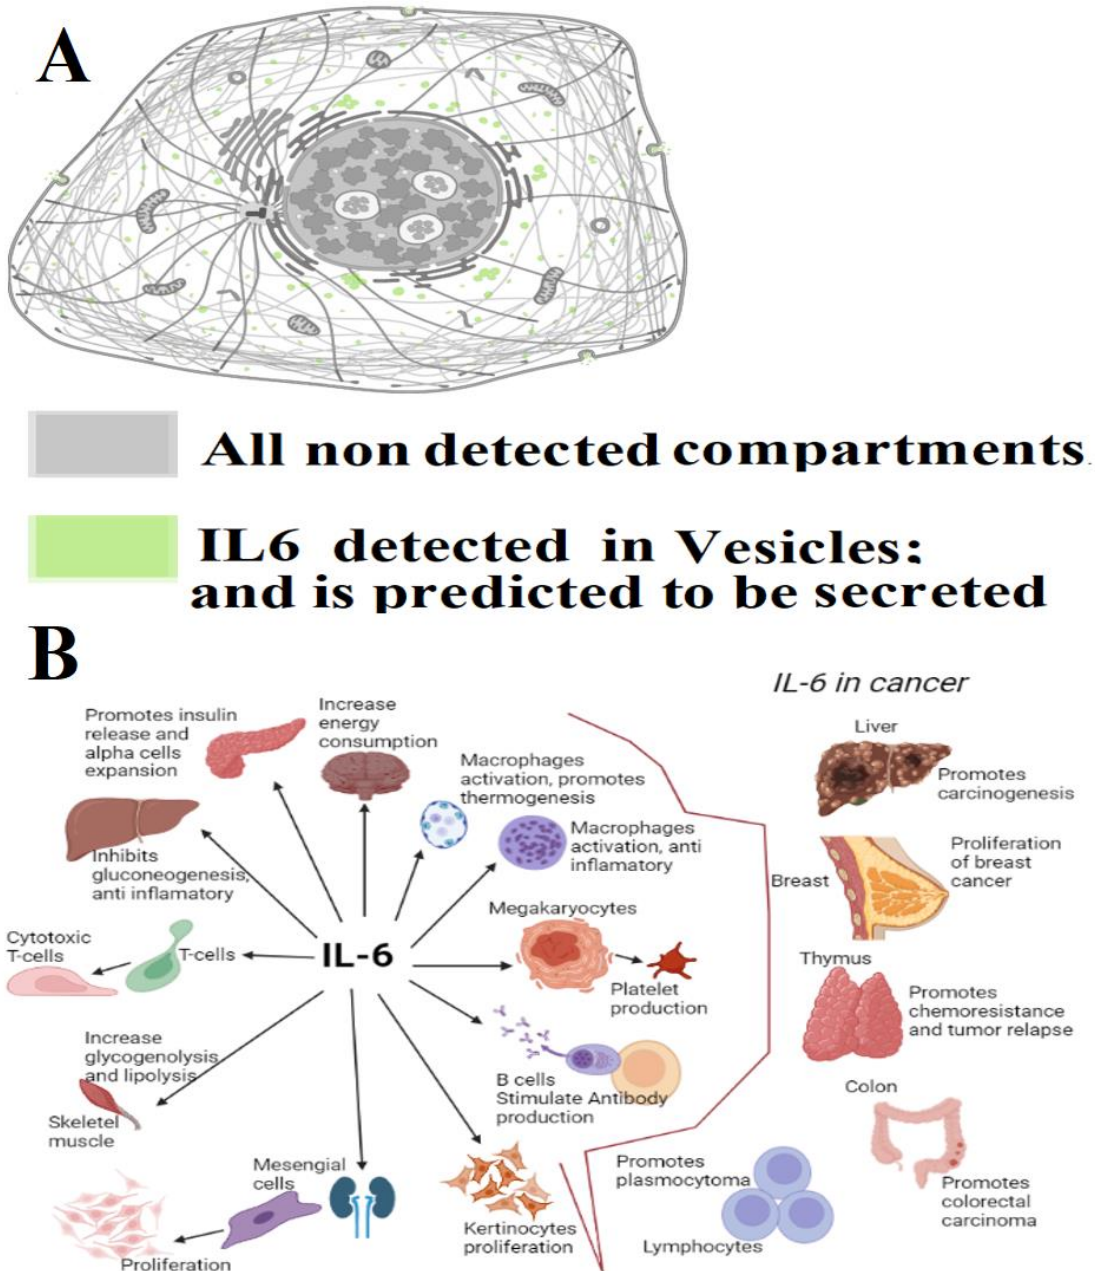 A
All non detected compartments.
IL6 detected in Vesicles;
and is predicted to be secreted
B
IL-6 in cancer
Promotes insulin
release and
alpha cells
expansion
Increase
energy
consumption
Macrophages
activation, promotes
thermogenesis
Macrophages
activation, anti
inflamatory
Inhibits
gluconeogenesis,
anti inflamatory
Megakaryocytes
Platelet
production
Cytotoxic
T-cells
T-cells
IL-6
B cells
Stimulate Antibody
production
Increase
glycogenolysis
and lipolysis
Skeletel
muscle
Mesengial
cells
Proliferation
Kertinocytes
proliferation
Liver
Promotes
carcinogenesis
Breast
Proliferation
of breast
cancer
Thymus
Promotes
chemoresistance
and tumor relapse
Colon
Promotes
colorectal
carcinoma
Promotes
plasmocytoma
Lymphocytes